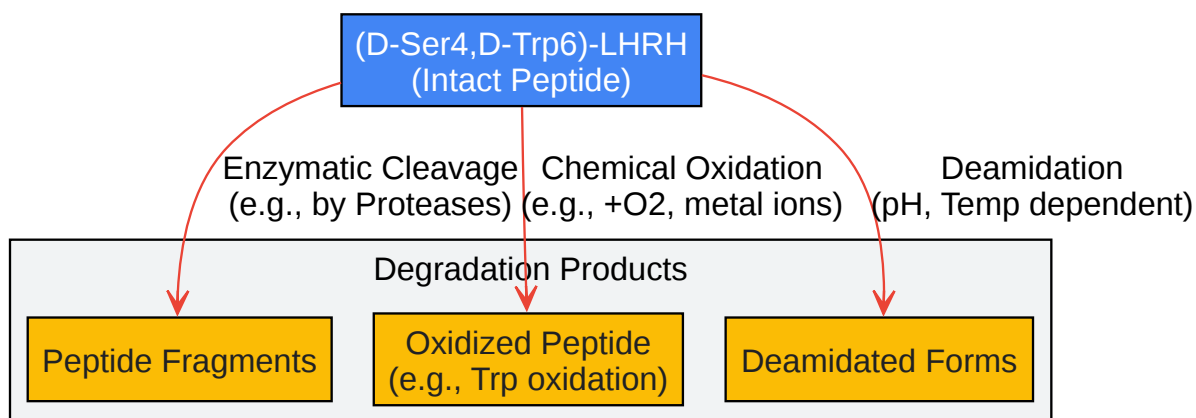 (D-Ser4,D-Trp6)-LHRH
(Intact Peptide)
Enzymatic Cleavage
(e.g., by Proteases)
Chemical Oxidation
(e.g., +O2, metal ions)
Deamidation
(pH, Temp dependent)
Degradation Products
Peptide Fragments
Oxidized Peptide
(e.g., Trp oxidation)
Deamidated Forms